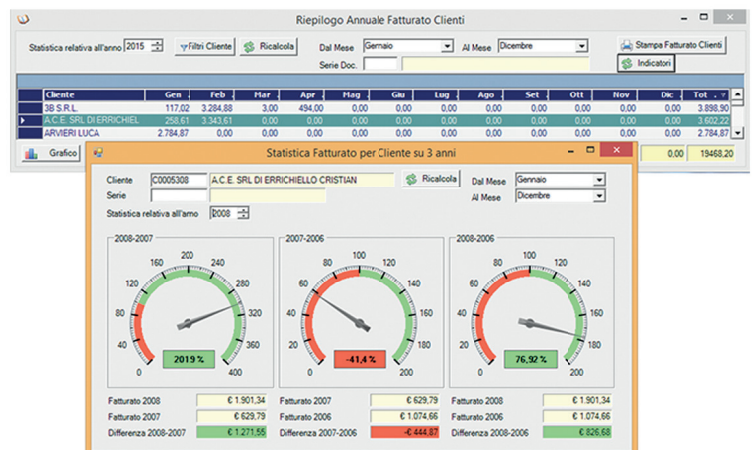 Riepilogo Annuale Fatturato Clienti
Statistica relativa all'anno 2015 Filtri Cliente Ricalcola Dal Mese Gennaio Al Mese Dicembre Stampa Fatturato Clienti
Serie Doc. Indicatori
Cliente Gen Feb Mar Apr Mag Giu Lug Ago Set Ott Nov Dic Tot
3B S.R.L. 117,02 3.284,88 3,00 494,00 0,00 0,00 0,00 0,00 0,00 0,00 0,00 0,00 3.898,90
A.C.E. SRL DI ERRICHIEL 258,61 3.343,61 0,00 0,00 0,00 0,00 0,00 0,00 0,00 0,00 0,00 0,00 3.602,22
ARVIERI LUCA 2.784,87 0,00 0,00 0,00 0,00 0,00 0,00 0,00 0,00 0,00 0,00 0,00 2.784,87
Grafico 0,00 19468,20
Statistica Fatturato per Cliente su 3 anni
Cliente C0005308 A.C.E. SRL DI ERRICHIELLO CRISTIAN Ricalcola Dal Mese Gennaio
Serie Al Mese Dicembre
Statistica relativa all'anno 2008
2008-2007 2007-2006 2008-2006
0 40 80 120 160 200 240 280 320 360 400
2019 %
0 20 40 60 80 100 120 140 160 180 200
-41,4 %
0 20 40 60 80 100 120 140 160 180 200
76,92 %
Fatturato 2008 € 1.901,34 Fatturato 2007 € 629,79 Fatturato 2008 € 1.901,34
Fatturato 2007 € 629,79 Fatturato 2006 € 1.074,66 Fatturato 2006 € 1.074,66
Differenza 2008-2007 € 1.271,55 Differenza 2007-2006 -€ 444,87 Differenza 2008-2006 € 826,68